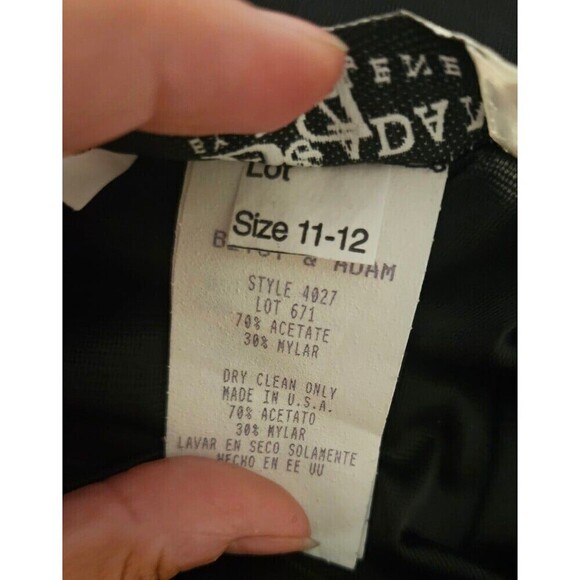 Lot
Size 11-12
& ADAM
STYLE 4027
LOT 671
70% ACETATE
30% MYLAR
DRY CLEAN ONLY
MADE IN U.S.A.
70% ACETATO
30% MYLAR
LAVAR EN SECO SOLAMENTE
HECHO EN EE UU